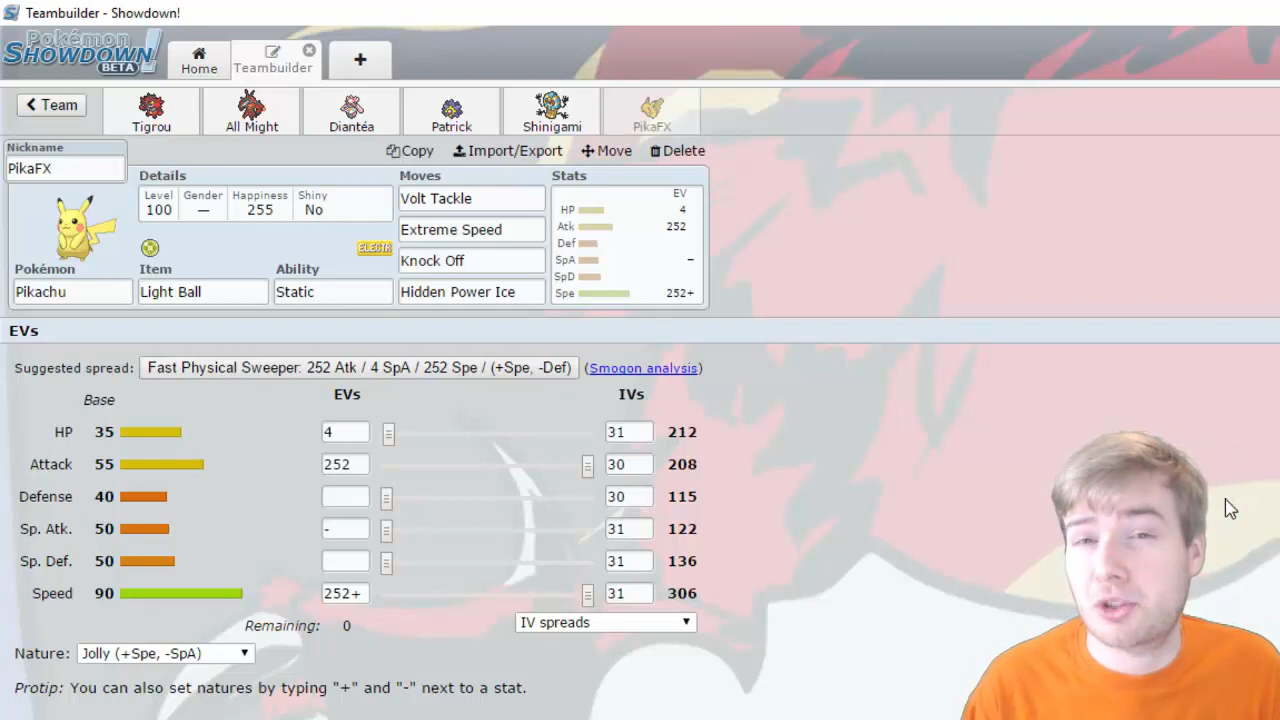 Teambuilder - Showdown!
Pokémon
SHOWDOWN!
BETA
Home
Teambuilder
+
Team
Tigrou
All Might
Diantéa
Patrick
Shinigami
PikaFX
Copy
Import/Export
Move
Delete
Nickname
PikaFX
Details
Moves
Stats
Level
Gender
Happiness
Shiny
100
—
255
No
Volt Tackle
Extreme Speed
Knock Off
Hidden Power Ice
EV
HP 4
Atk 252
Def
SpA –
SpD
Spe 252+
ELECTR
Pokémon
Item
Ability
Pikachu
Light Ball
Static
EVs
Suggested spread: Fast Physical Sweeper: 252 Atk / 4 SpA / 252 Spe / (+Spe, -Def) (Smogon analysis)
Base EVs IVs
HP 35 4 31 212
Attack 55 252 30 208
Defense 40 30 115
Sp. Atk. 50 - 31 122
Sp. Def. 50 31 136
Speed 90 252+ 31 306
Remaining: 0 IV spreads
Nature: Jolly (+Spe, -SpA)
Protip: You can also set natures by typing "+" and "-" next to a stat.